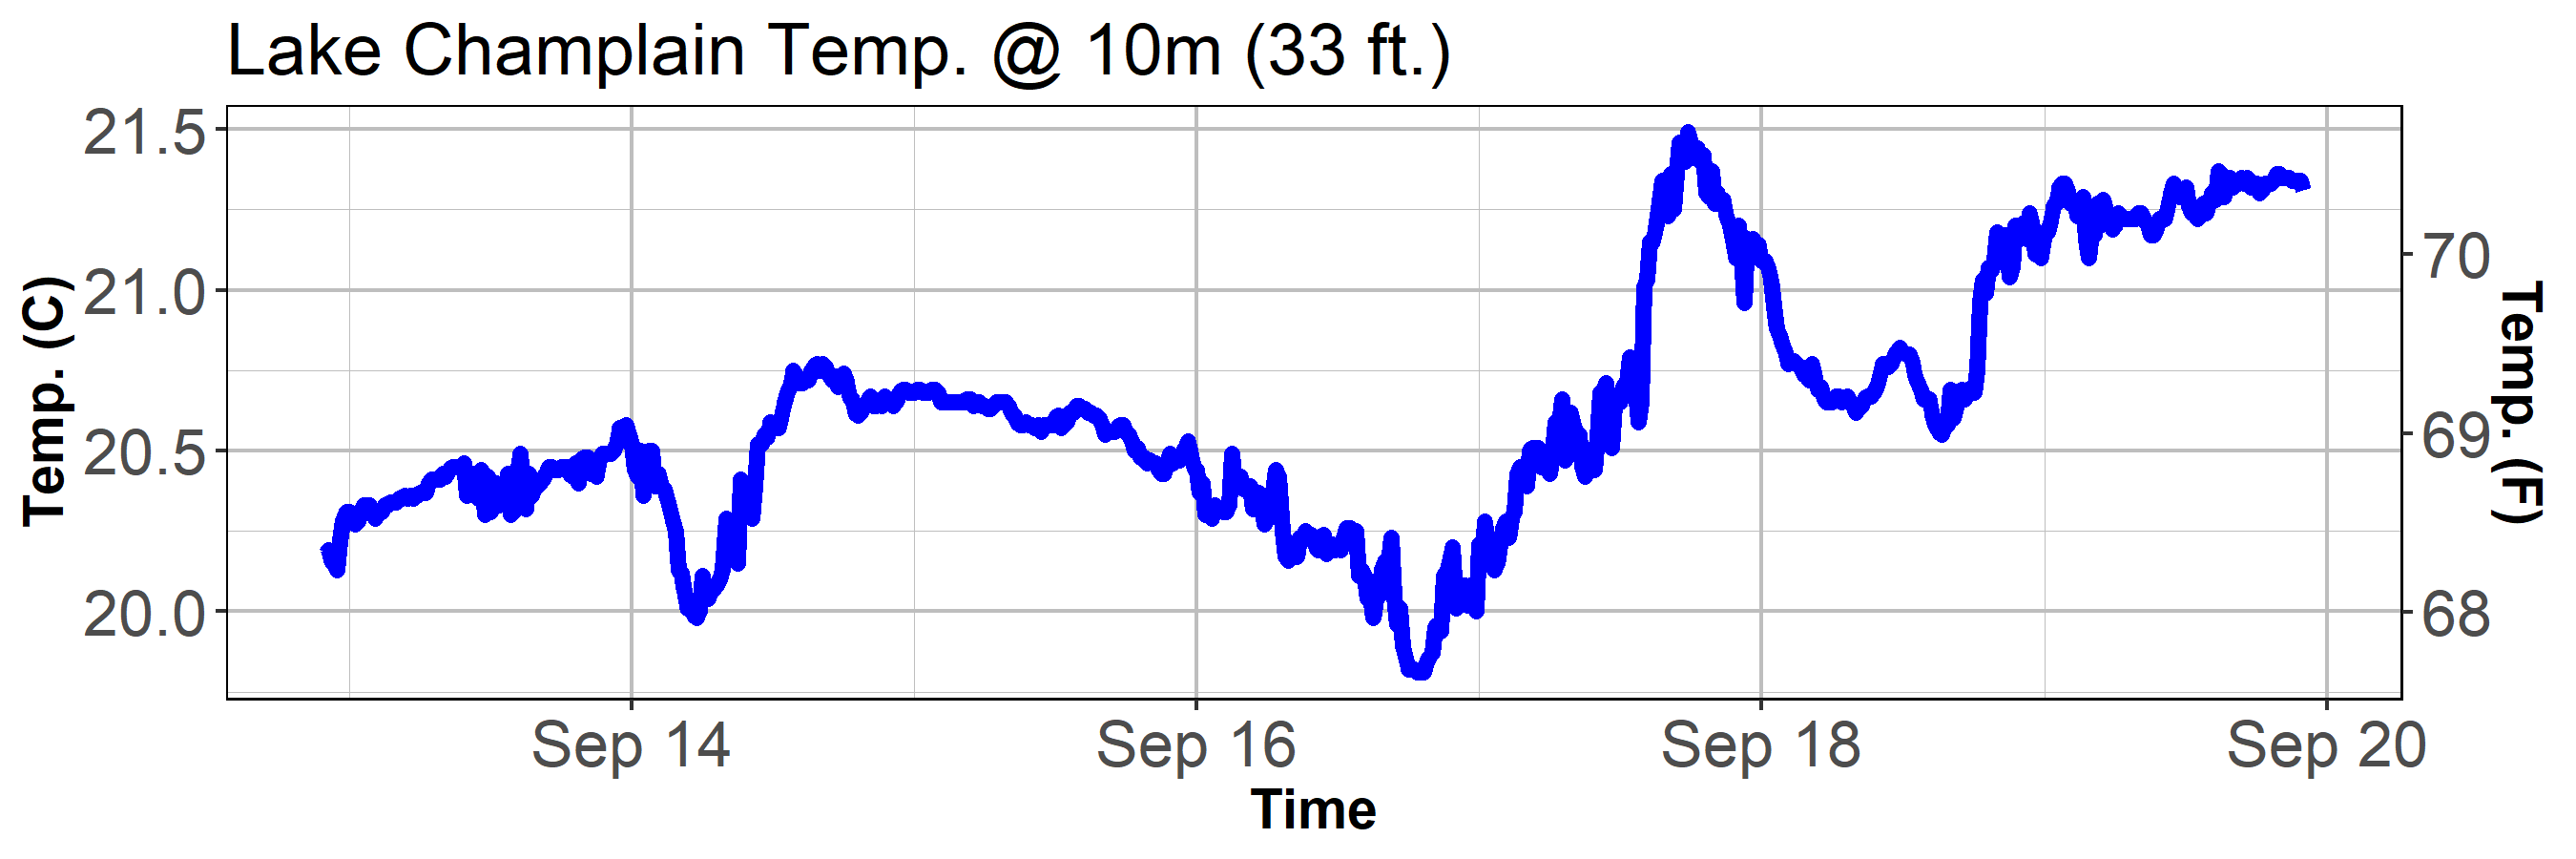 Lake Champlain Temp. @ 10m (33 ft.)
Temp. (C)
21.5
21.0
20.5
20.0
70
69
68
Temp. (F)
Sep 14 Sep 16 Sep 18 Sep 20
Time